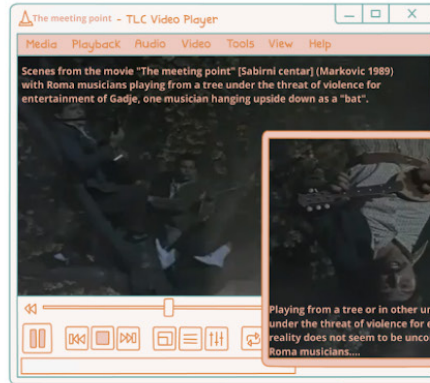 The meeting point - TLC Video Player
Media Playback Audio Video Tools View Help
Scenes from the movie "The meeting point" [Sabirni centar] (Markovic 1989)
with Roma musicians playing from a tree under the threat of violence for
entertainment of Gadje, one musician hanging upside down as a "bat".
Playing from a tree or in other un
under the threat of violence for e
reality does not seem to be unco
Roma musicians....